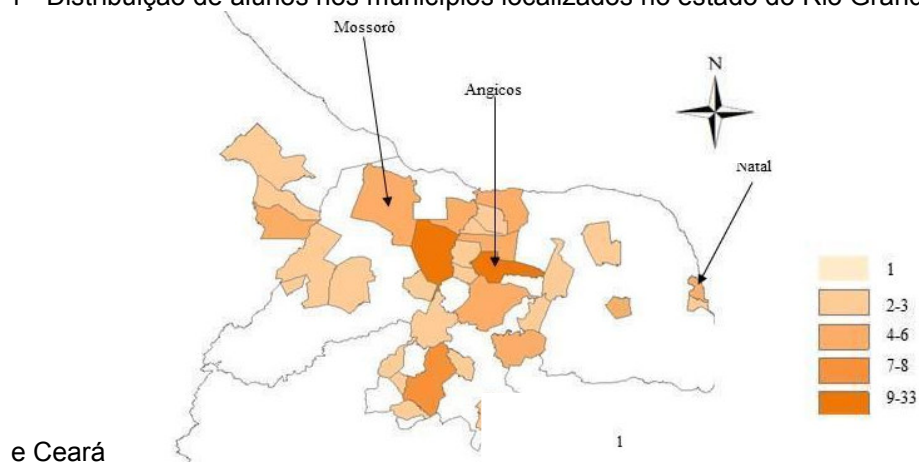 1 - Distribuição de alunos nos municípios localizados no estado do Rio
Mossoró
Angicos
N
Natal
1
2-3
4-6
7-8
9-33
1
e Ceará